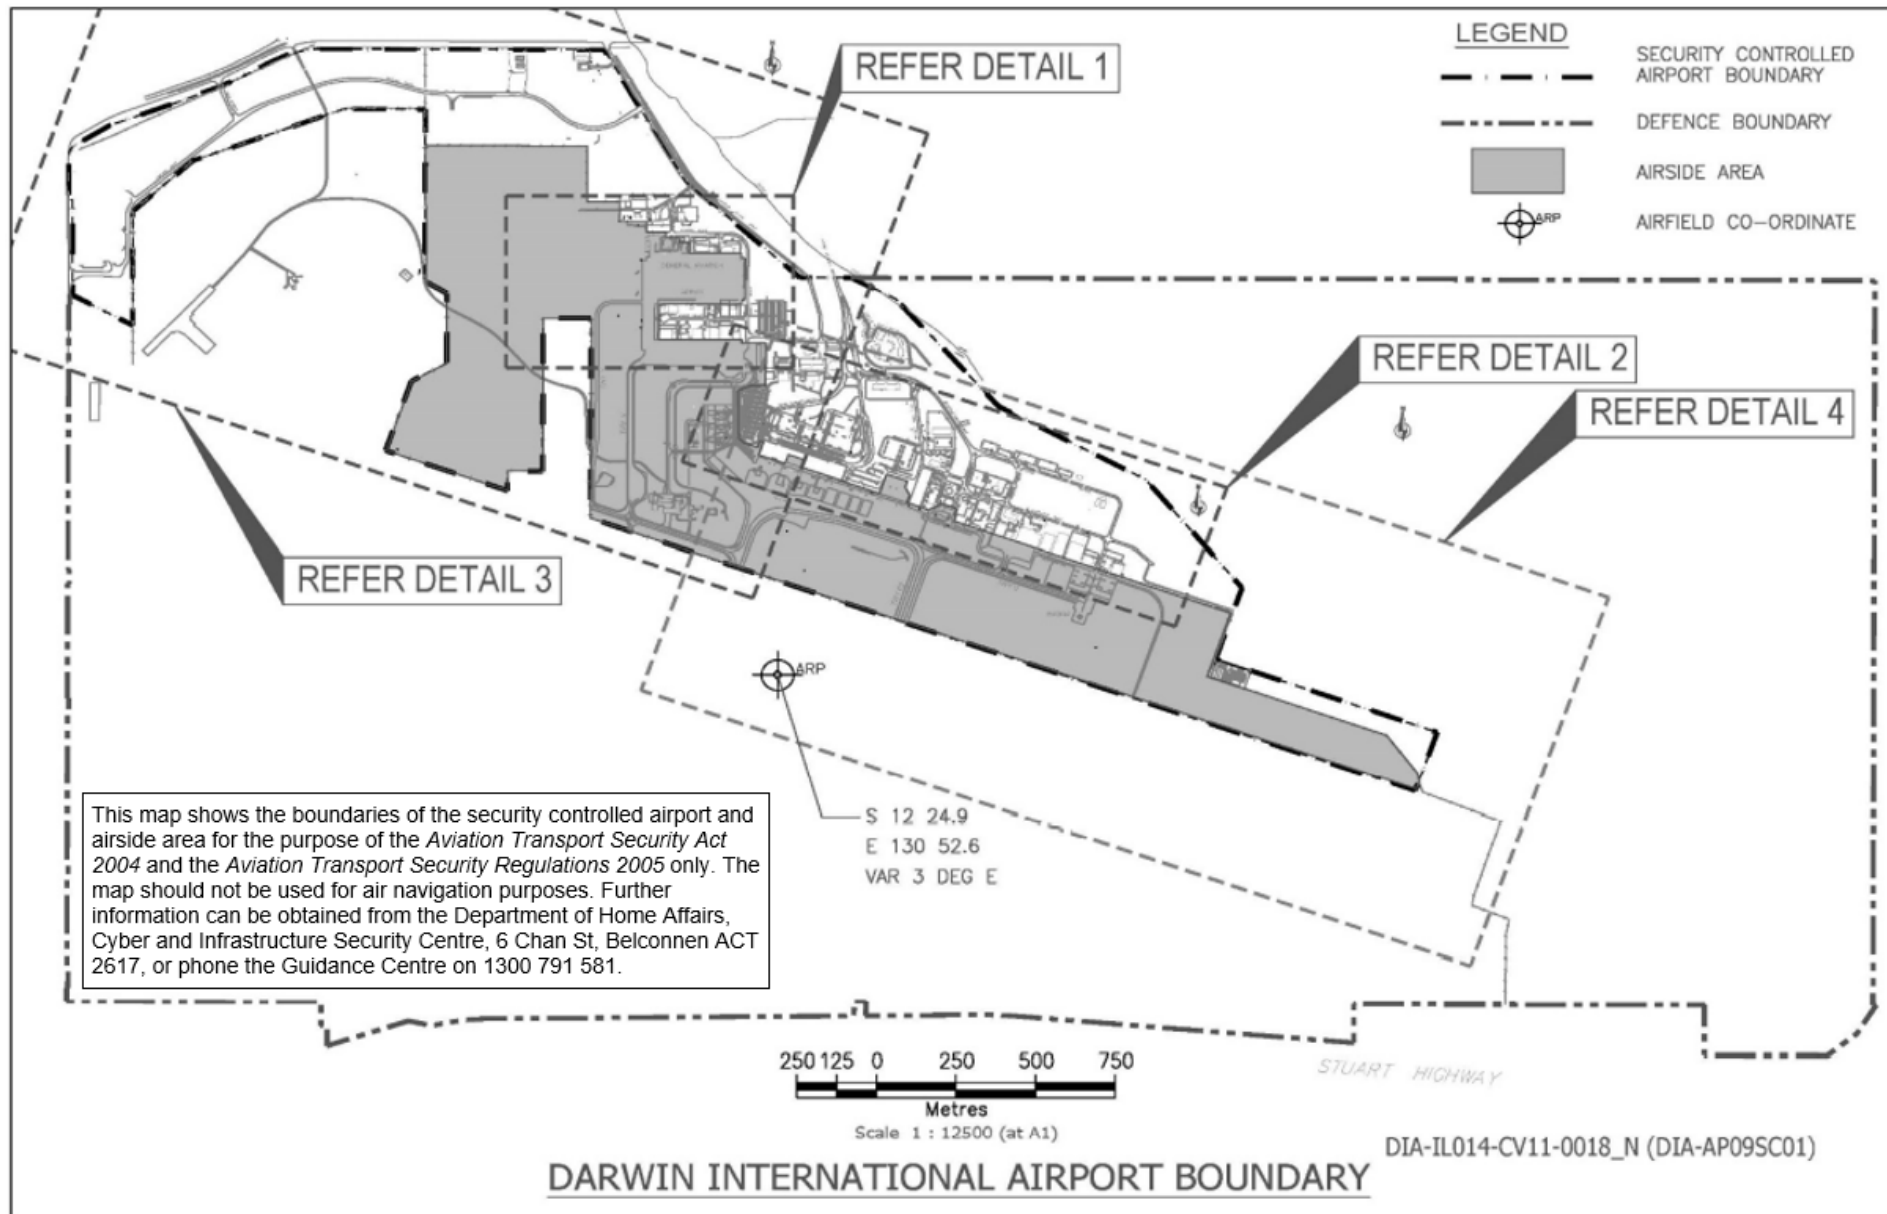 REFER DETAIL 1
LEGEND
SECURITY CONTROLLED
AIRPORT BOUNDARY
DEFENCE BOUNDARY
AIRSIDE AREA
ARP
AIRFIELD CO-ORDINATE
REFER DETAIL 2
REFER DETAIL 4
REFER DETAIL 3
ARP
S 12 24.9
E 130 52.6
VAR 3 DEG E
This map shows the boundaries of the security controlled airport and
airside area for the purpose of the Aviation Transport Security Act
2004 and the Aviation Transport Security Regulations 2005 only. The
map should not be used for air navigation purposes. Further
information can be obtained from the Department of Home Affairs,
Cyber and Infrastructure Security Centre, 6 Chan St, Belconnen ACT
2617, or phone the Guidance Centre on 1300 791 581.
250 125 0 250 500 750
Metres
Scale 1 : 12500 (at A1)
STUART HIGHWAY
DIA-IL014-CV11-0018_N (DIA-AP09SC01)
DARWIN INTERNATIONAL AIRPORT BOUNDARY